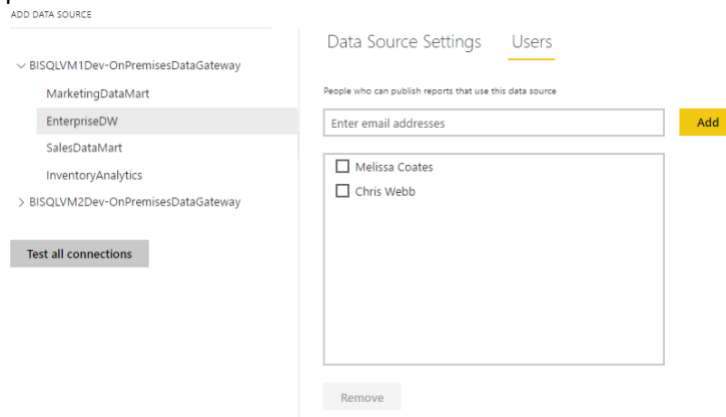 ADD DATA SOURCE
BISQLVM1Dev-OnPremisesDataGateway
MarketingDataMart
EnterpriseDW
SalesDataMart
InventoryAnalytics
BISQLVM2Dev-OnPremisesDataGateway
Test all connections
Data Source Settings Users
People who can publish reports that use this data source
Enter email addresses Add
Melissa Coates
Chris Webb
Remove